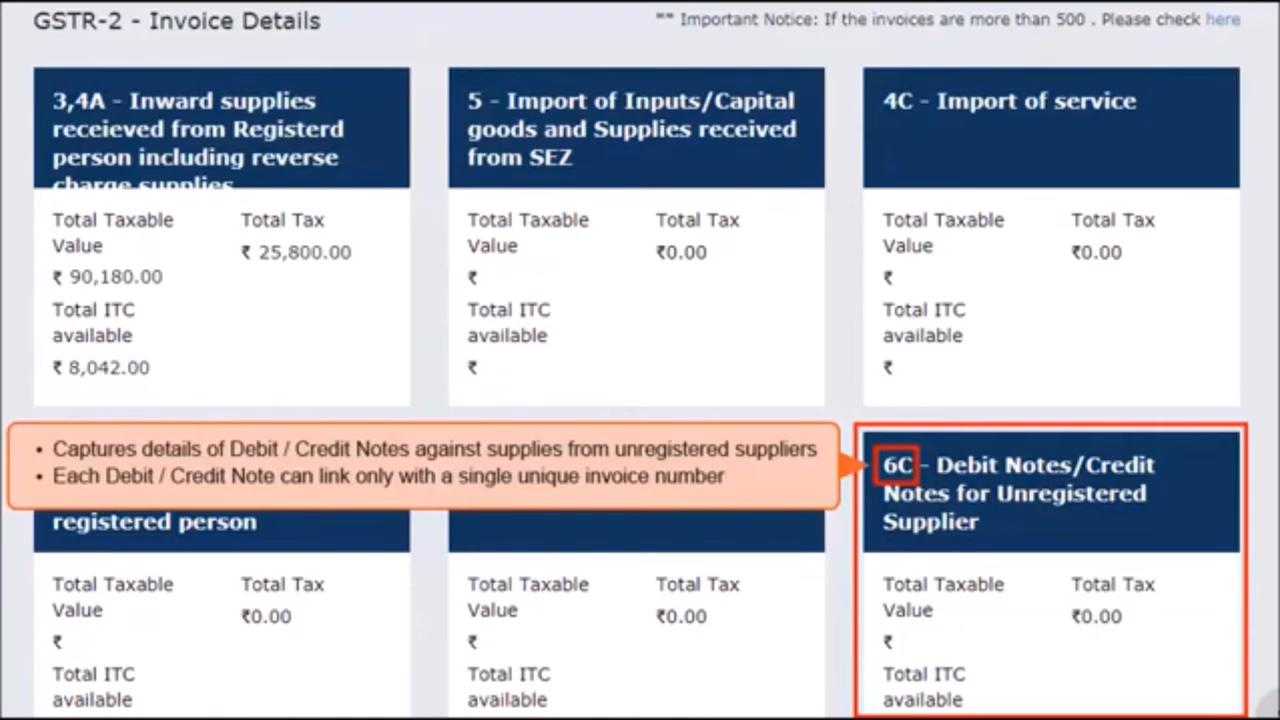 GSTR-2 - Invoice Details
** Important Notice: If the invoices are more than 500 . Please check here
3,4A - Inward supplies
receieved from Registerd
person including reverse
charge supplies
Total Taxable
Value
₹ 90,180.00
Total Tax
₹ 25,800.00
Total ITC
available
₹ 8,042.00
5 - Import of Inputs/Capital
goods and Supplies received
from SEZ
Total Taxable
Value
₹
Total Tax
₹0.00
Total ITC
available
₹
4C - Import of service
Total Taxable
Value
₹
Total Tax
₹0.00
Total ITC
available
₹
• Captures details of Debit / Credit Notes against supplies from unregistered suppliers
• Each Debit / Credit Note can link only with a single unique invoice number
registered person
Total Taxable
Value
₹
Total Tax
₹0.00
Total ITC
available
Total Taxable
Value
₹
Total Tax
₹0.00
Total ITC
available
6C - Debit Notes/Credit
Notes for Unregistered
Supplier
Total Taxable
Value
₹
Total Tax
₹0.00
Total ITC
available